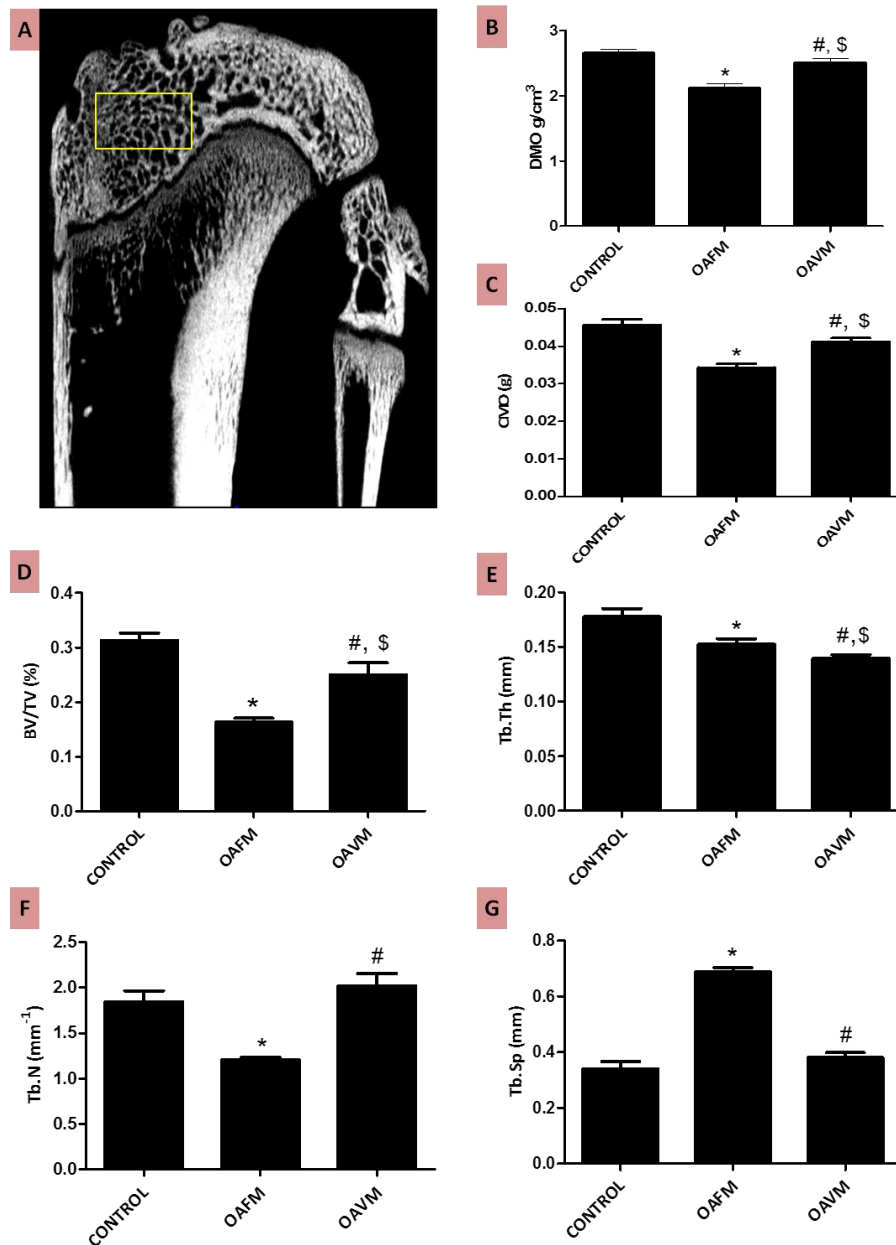 A
B
DMO g/cm³
3
2
1
0
*
#, $
CONTROL
OAFM
OAVM
C
CMO (g)
0.05
0.04
0.03
0.02
0.01
0.00
*
#, $
CONTROL
OAFM
OAVM
D
BV/TV (%)
0.4
0.3
0.2
0.1
0.0
*
#, $
CONTROL
OAFM
OAVM
E
Tb.Th (mm)
0.20
0.15
0.10
0.05
0.00
*
#,$
CONTROL
OAFM
OAVM
F
Tb.N (mm⁻¹)
2.5
2.0
1.5
1.0
0.5
0.0
*
#
CONTROL
OAFM
OAVM
G
Tb.Sp (mm)
0.8
0.6
0.4
0.2
0.0
*
#
CONTROL
OAFM
OAVM